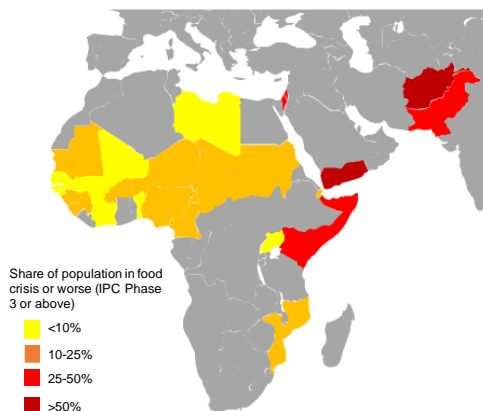 Share of population in food
crisis or worse (IPC Phase
3 or above)
<10%
10-25%
25-50%
>50%